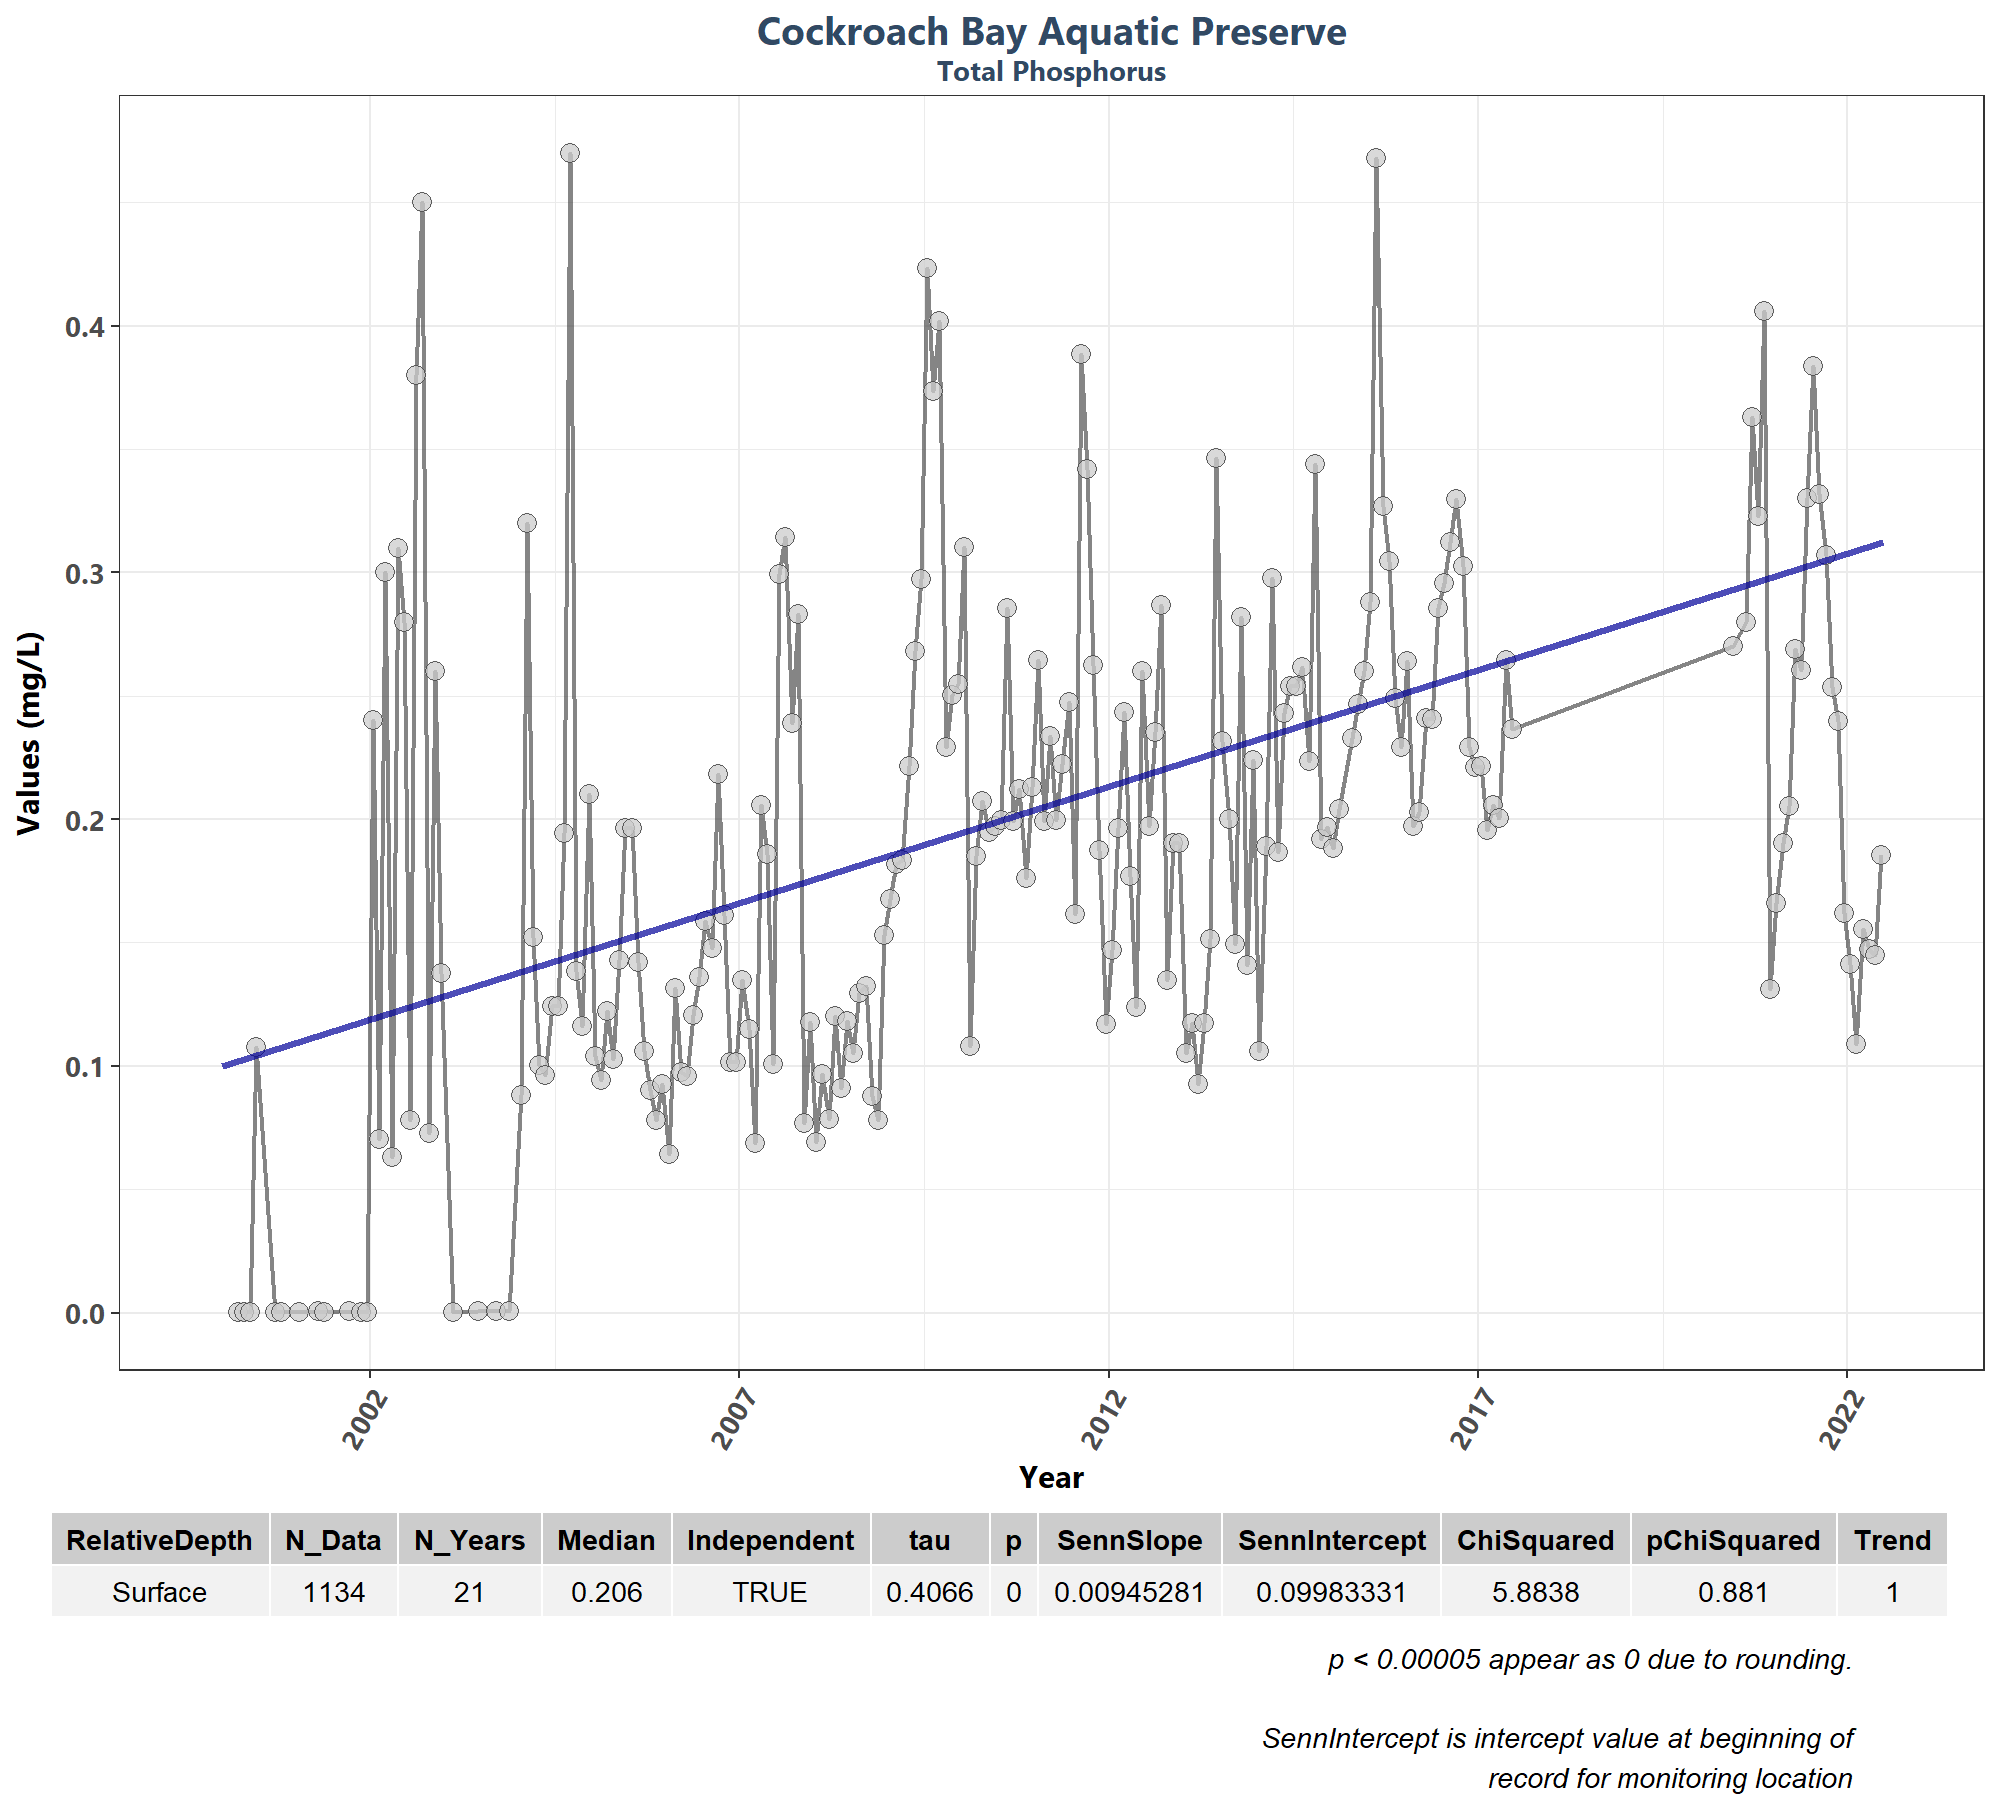 Cockroach Bay Aquatic Preserve
Total Phosphorus
Values (mg/L)
0.4
0.3
0.2
0.1
0.0
2002 2007 2012 2017 2022
Year
RelativeDepth N_Data N_Years Median Independent tau p SennSlope SennIntercept ChiSquared pChiSquared Trend
Surface 1134 21 0.206 TRUE 0.4066 0 0.00945281 0.09983331 5.8838 0.881 1
p < 0.00005 appear as 0 due to rounding.
SennIntercept is intercept value at beginning of
record for monitoring location